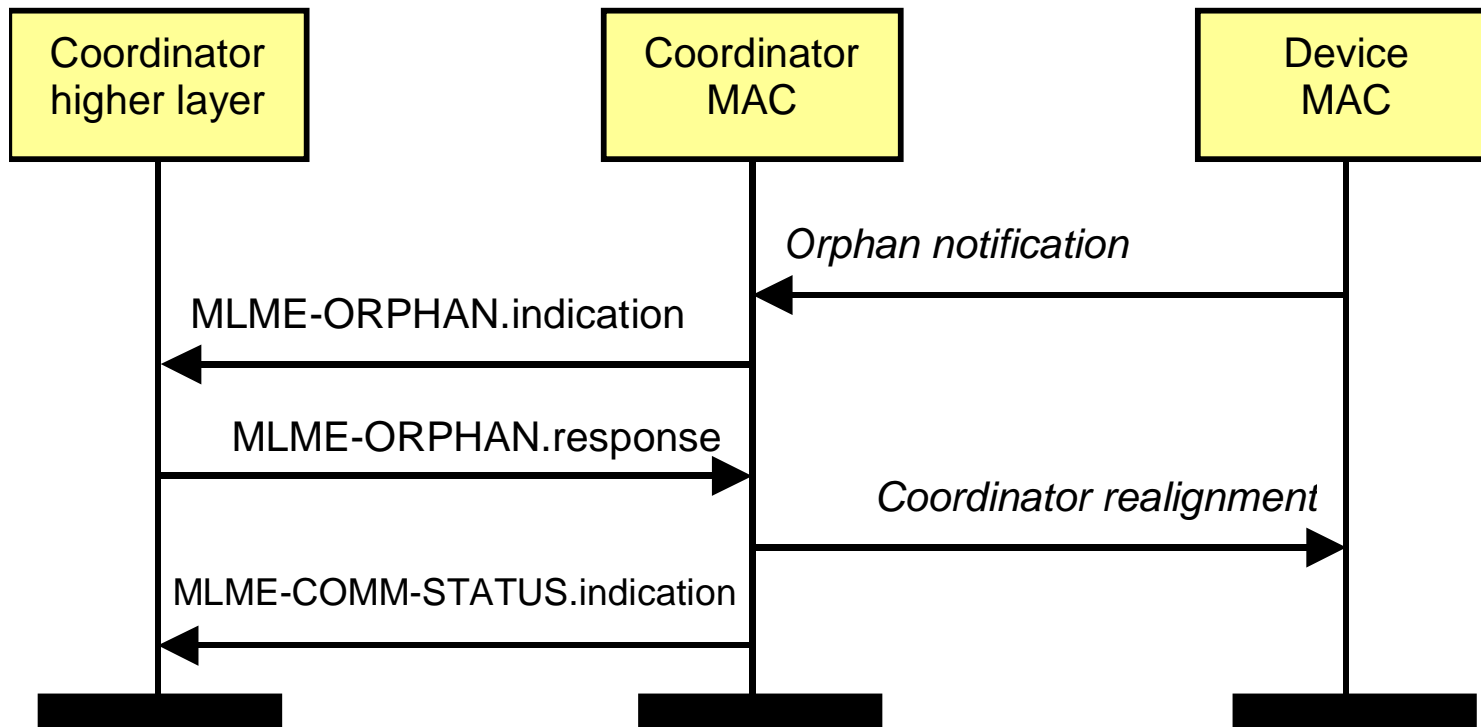 Coordinator
higher layer
Coordinator
MAC
Device
MAC
Orphan notification
MLME-ORPHAN.indication
MLME-ORPHAN.response
Coordinator realignment
MLME-COMM-STATUS.indication